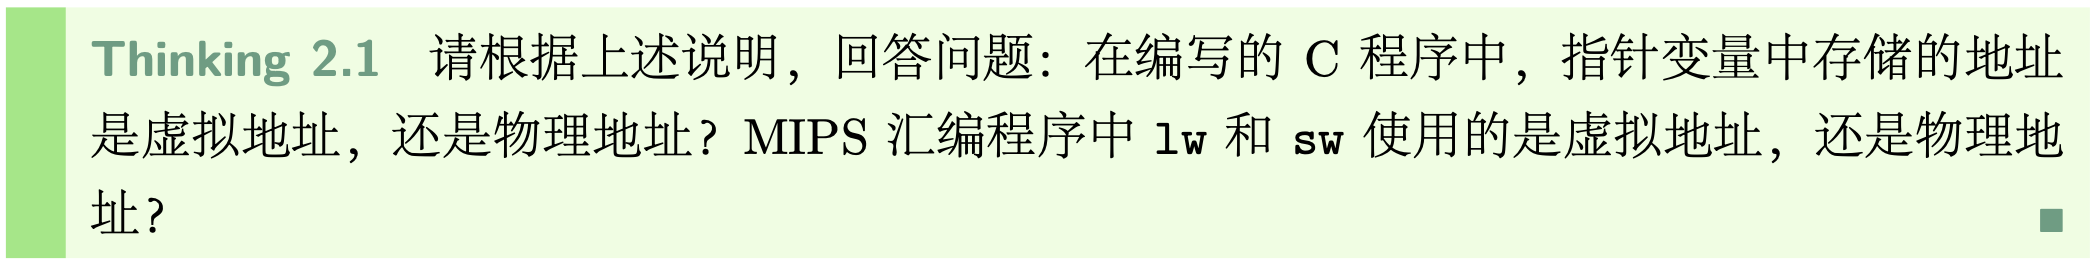 Thinking 2.1 请根据上述说明，回答问题：在编写的 C 程序中，指针变量中存储的地址
是虚拟地址，还是物理地址？MIPS 汇编程序中 lw 和 sw 使用的是虚拟地址，还是物理地
址？